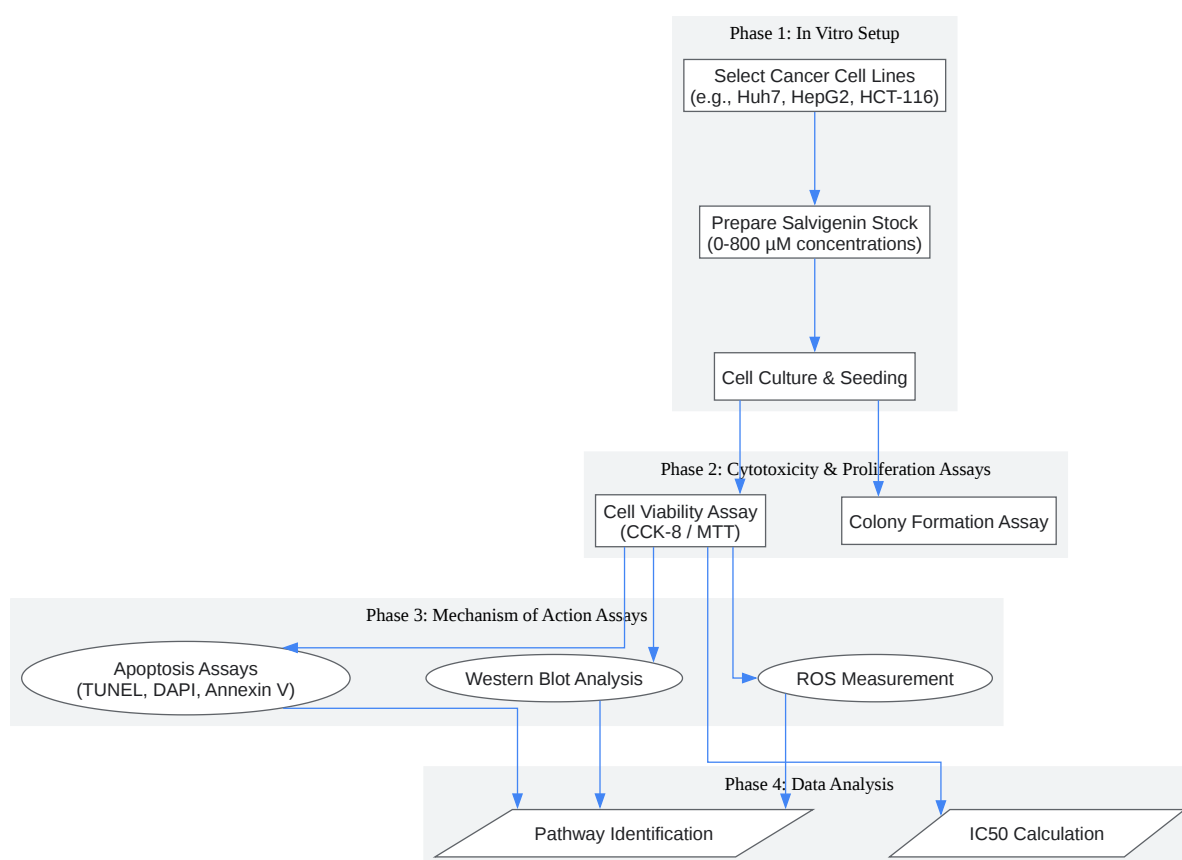 Phase 1: In Vitro Setup
Select Cancer Cell Lines
(e.g., Huh7, HepG2, HCT-116)
Prepare Salvigenin Stock
(0-800 µM concentrations)
Cell Culture & Seeding
Phase 2: Cytotoxicity & Proliferation Assays
Cell Viability Assay
(CCK-8 / MTT)
Colony Formation Assay
Phase 3: Mechanism of Action Assays
Apoptosis Assays
(TUNEL, DAPI, Annexin V)
Western Blot Analysis
ROS Measurement
Phase 4: Data Analysis
Pathway Identification
IC50 Calculation